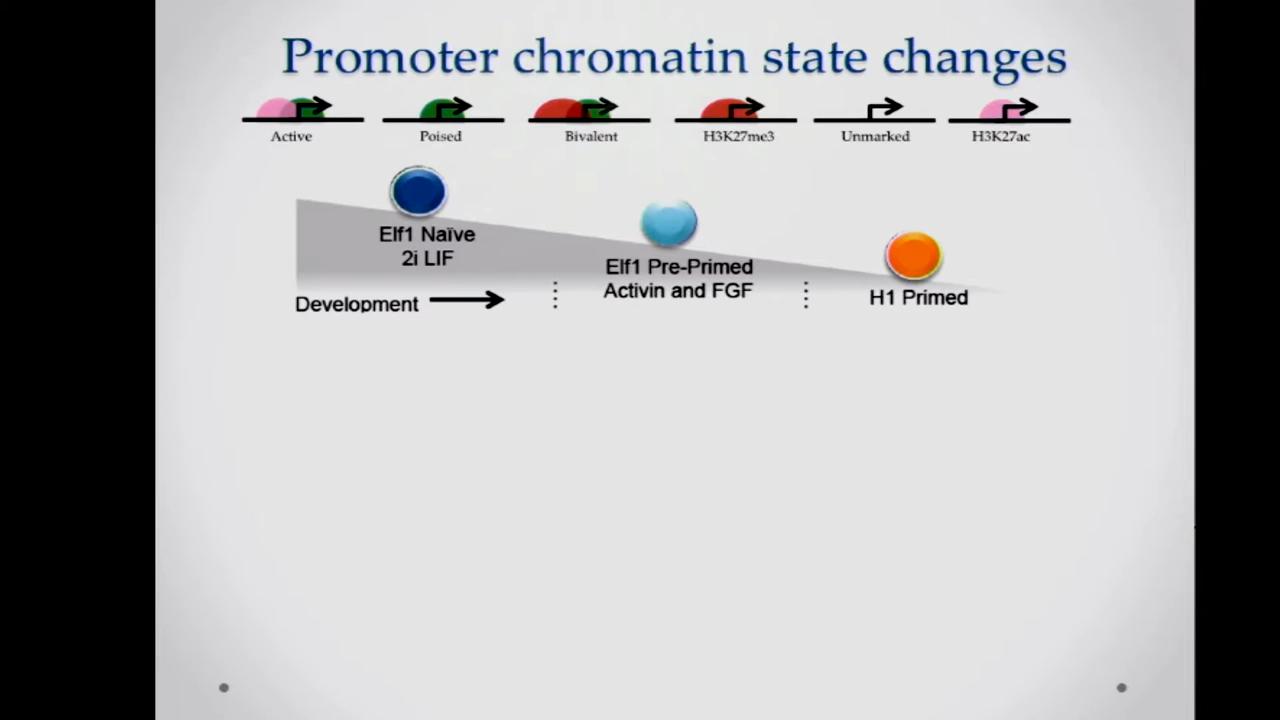 Promoter chromatin state changes
Active Poised Bivalent H3K27me3 Unmarked H3K27ac
Elf1 Naïve
2i LIF
Elf1 Pre-Primed
Activin and FGF
H1 Primed
Development